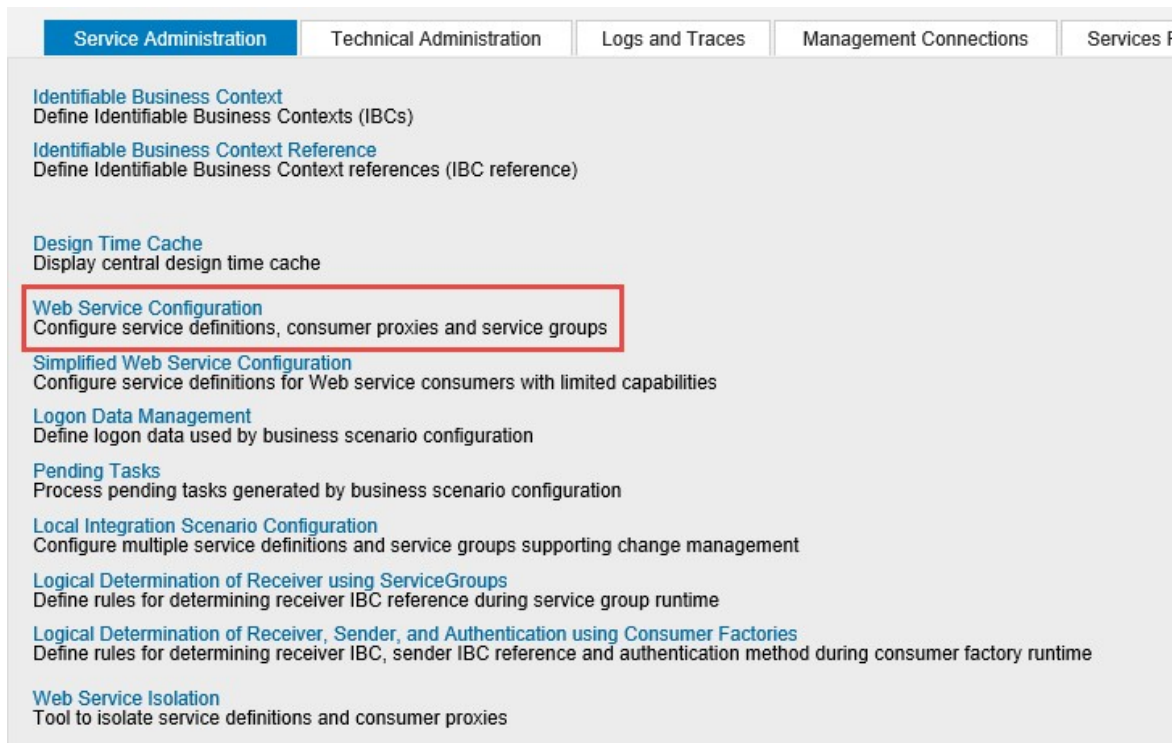 Service Administration Technical Administration Logs and Traces Management Connections Services
Identifiable Business Context
Define Identifiable Business Contexts (IBCs)
Identifiable Business Context Reference
Define Identifiable Business Context references (IBC reference)
Design Time Cache
Display central design time cache
Web Service Configuration
Configure service definitions, consumer proxies and service groups
Simplified Web Service Configuration
Configure service definitions for Web service consumers with limited capabilities
Logon Data Management
Define logon data used by business scenario configuration
Pending Tasks
Process pending tasks generated by business scenario configuration
Local Integration Scenario Configuration
Configure multiple service definitions and service groups supporting change management
Logical Determination of Receiver using ServiceGroups
Define rules for determining receiver IBC reference during service group runtime
Logical Determination of Receiver, Sender, and Authentication using Consumer Factories
Define rules for determining receiver IBC, sender IBC reference and authentication method during consumer factory runtime
Web Service Isolation
Tool to isolate service definitions and consumer proxies